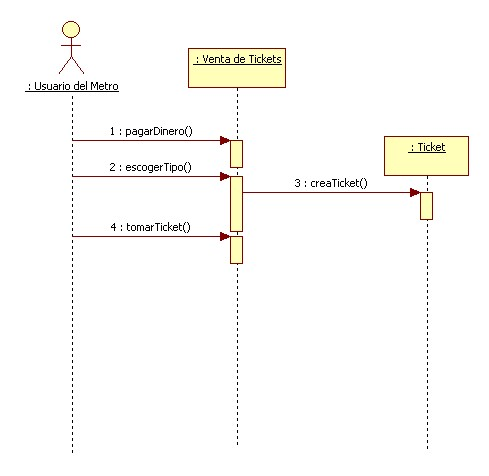 : Usuario del Metro
: Venta de Tickets
1 : pagarDinero()
: Ticket
2 : escogerTipo()
3 : creaTicket()
4 : tomarTicket()